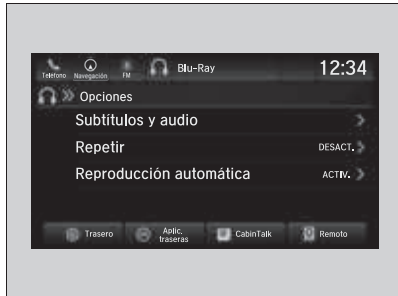 Teléfono Navegación FM Blu-Ray 12:34
Opciones
Subtítulos y audio
Repetir DESACT.
Reproducción automática ACTIV.
Trasero Aplic. traseras CabinTalk Remoto